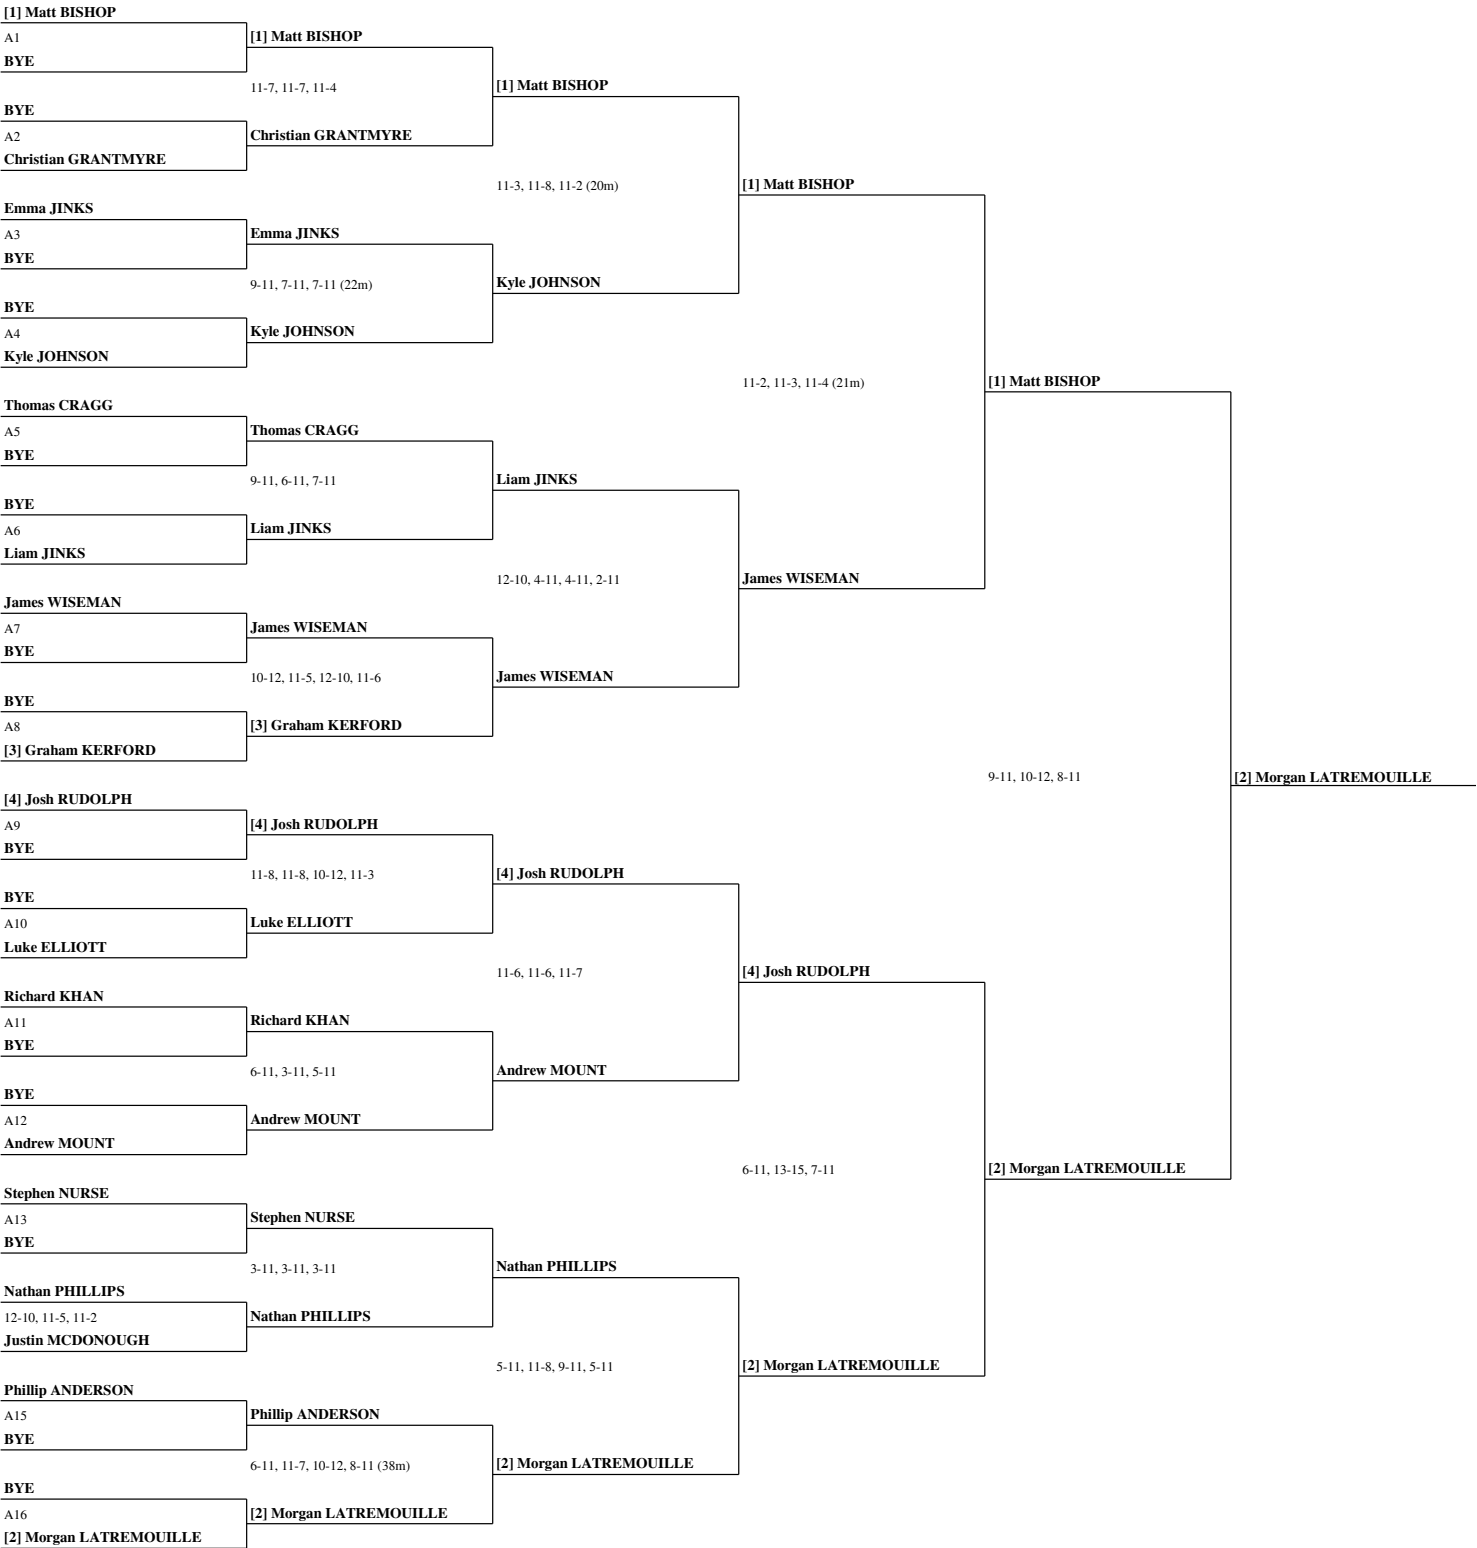 [1] Matt BISHOP
A1
BYE
BYE
A2
Christian GRANTMYRE
Emma JINKS
A3
BYE
BYE
A4
Kyle JOHNSON
Thomas CRAGG
A5
BYE
BYE
A6
Liam JINKS
James WISEMAN
A7
BYE
BYE
A8
[3] Graham KERFORD
[4] Josh RUDOLPH
A9
BYE
BYE
A10
Luke ELLIOTT
Richard KHAN
A11
BYE
BYE
A12
Andrew MOUNT
Stephen NURSE
A13
BYE
Nathan PHILLIPS
12-10, 11-5, 11-2
Justin MCDONOUGH
Phillip ANDERSON
A15
BYE
BYE
A16
[2] Morgan LATREMOUILLE
[1] Matt BISHOP
11-7, 11-7, 11-4
Christian GRANTMYRE
Emma JINKS
9-11, 7-11, 7-11 (22m)
Kyle JOHNSON
Thomas CRAGG
9-11, 6-11, 7-11
Liam JINKS
James WISEMAN
10-12, 11-5, 12-10, 11-6
[3] Graham KERFORD
[4] Josh RUDOLPH
11-8, 11-8, 10-12, 11-3
Luke ELLIOTT
Richard KHAN
6-11, 3-11, 5-11
Andrew MOUNT
Stephen NURSE
3-11, 3-11, 3-11
Nathan PHILLIPS
Phillip ANDERSON
6-11, 11-7, 10-12, 8-11 (38m)
[2] Morgan LATREMOUILLE
[1] Matt BISHOP
11-3, 11-8, 11-2 (20m)
Kyle JOHNSON
Liam JINKS
12-10, 4-11, 4-11, 2-11
James WISEMAN
[4] Josh RUDOLPH
11-6, 11-6, 11-7
Andrew MOUNT
Nathan PHILLIPS
5-11, 11-8, 9-11, 5-11
[2] Morgan LATREMOUILLE
[1] Matt BISHOP
11-2, 11-3, 11-4 (21m)
James WISEMAN
[4] Josh RUDOLPH
6-11, 13-15, 7-11
[2] Morgan LATREMOUILLE
[1] Matt BISHOP
9-11, 10-12, 8-11
[2] Morgan LATREMOUILLE
[2] Morgan LATREMOUILLE